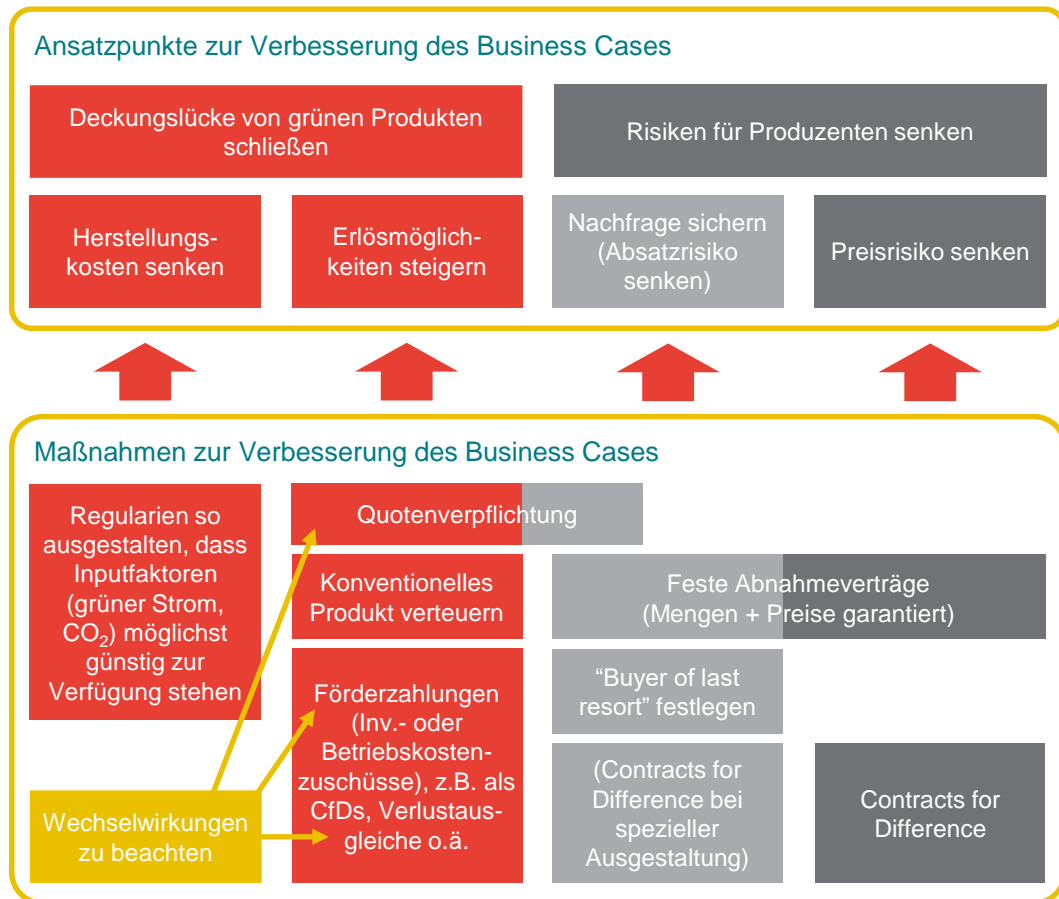 Ansatzpunkte zur Verbesserung des Business Cases
Deckungslücke von grünen Produkten
schließen
Risiken für Produzenten senken
Herstellungs-
kosten senken
Erlösmöglich-
keiten steigern
Nachfrage sichern
(Absatzrisiko
senken)
Preisrisiko senken
Maßnahmen zur Verbesserung des Business Cases
Regularien so
ausgestalten, dass
Inputfaktoren
(grüner Strom,
CO₂) möglichst
günstig zur
Verfügung stehen
Quotenverpflichtung
Konventionelles
Produkt verteuern
Feste Abnahmeverträge
(Mengen + Preise garantiert)
Förderzahlungen
(Inv.- oder
Betriebskosten-
zuschüsse), z.B. als
CfDs, Verlustaus-
gleiche o.ä.
“Buyer of last
resort” festlegen
(Contracts for
Difference bei
spezieller
Ausgestaltung)
Contracts for
Difference
Wechselwirkungen
zu beachten